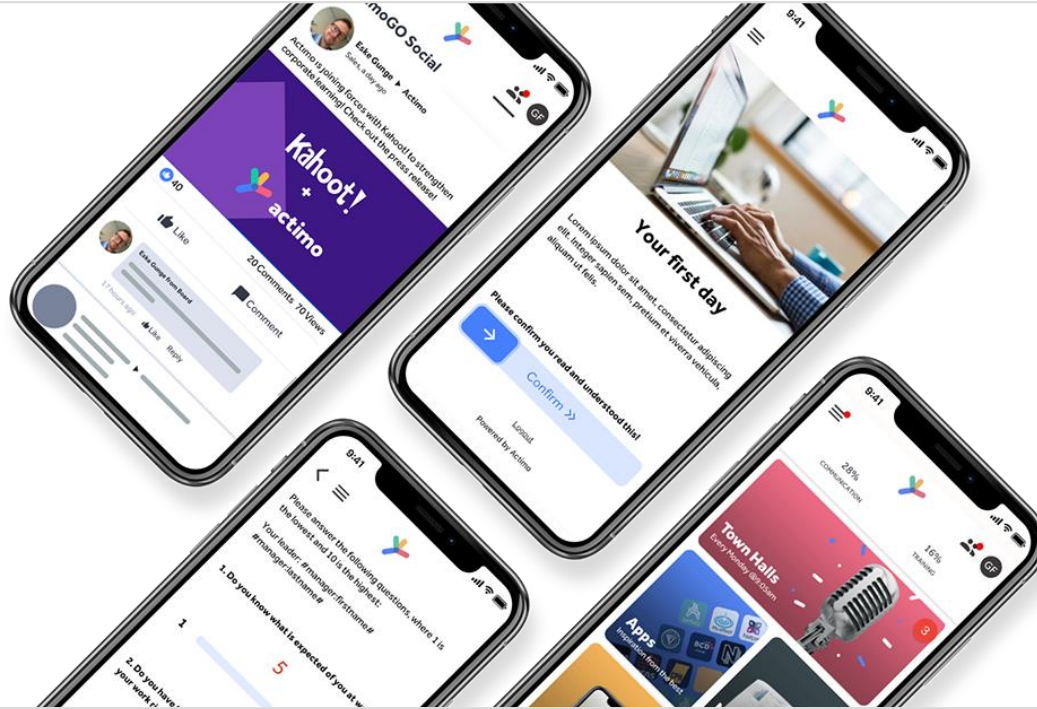 moGO Social
Eske Gunge ▸ Actimo
Sales, a day ago
Actimo is joining forces with Kahoot! to strengthen
corporate learning! Check out the press release!
GF
Kahoot!
+
actimo
40
20 Comments 70 Views
Like
Comment
Eske Gunge from Board
17 hours ago
Like
Reply
9:41
Your first day
Lorem ipsum dolor sit amet, consectetur adipiscing
elit. Integer sapien sem, pretium et viverra vehicula,
aliquam ut felis.
Please confirm you read and understood this!
Confirm
Logout
Powered by Actimo
9:41
Please answer the following questions, where 1 is
the lowest and 10 is the highest:
Your leader: #manager:firstname#
#manager:lastname#
1. Do you know what is expected of you at w
1
5
2. Do you have
your work
9:41
28%
COMMUNICATION
16%
TRAINING
GF
Town Halls
Every Monday @9:05am
3
Apps
Inspiration from the best
BCD